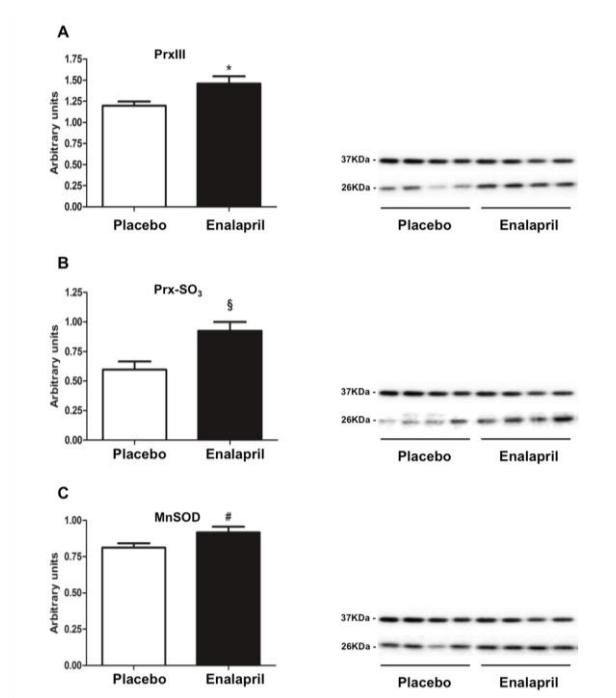 A
PrxIII
1.75
1.50
1.25
1.00
0.75
0.50
0.25
0.00
Arbitrary units
*
Placebo Enalapril
37KDa -
26KDa -
Placebo Enalapril
B
Prx-SO3
1.25
1.00
0.75
0.50
0.25
0.00
Arbitrary units
§
Placebo Enalapril
37KDa -
26KDa -
Placebo Enalapril
C
MnSOD #
1.00
0.75
0.50
0.25
0.00
Arbitrary units
Placebo Enalapril
37KDa -
26KDa -
Placebo Enalapril